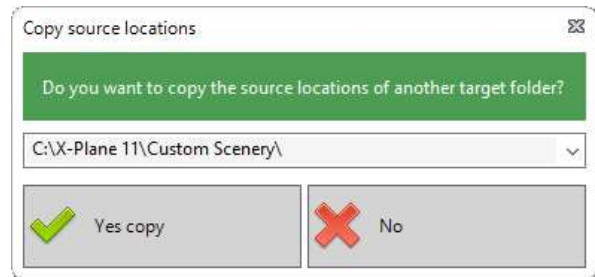 Copy source locations
Do you want to copy the source locations of another target folder?
C:\X-Plane 11\Custom Scenery\
Yes copy
No